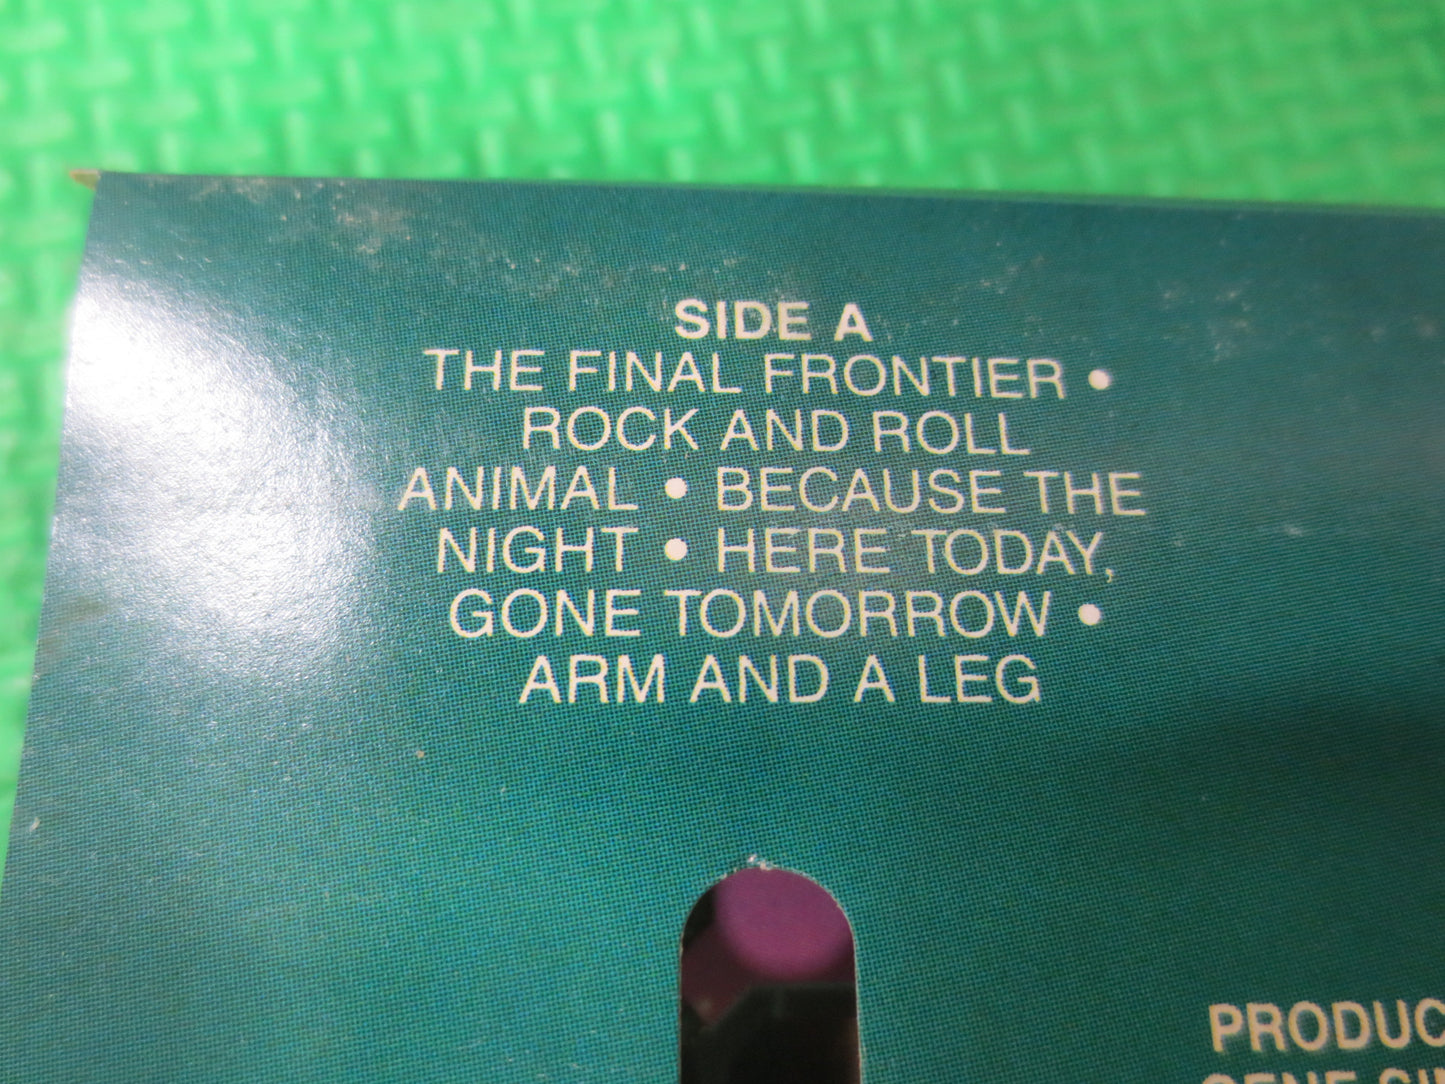 SIDE A
THE FINAL FRONTIER •
ROCK AND ROLL
ANIMAL • BECAUSE THE
NIGHT • HERE TODAY,
GONE TOMORROW •
ARM AND A LEG
PRODUC
GENE